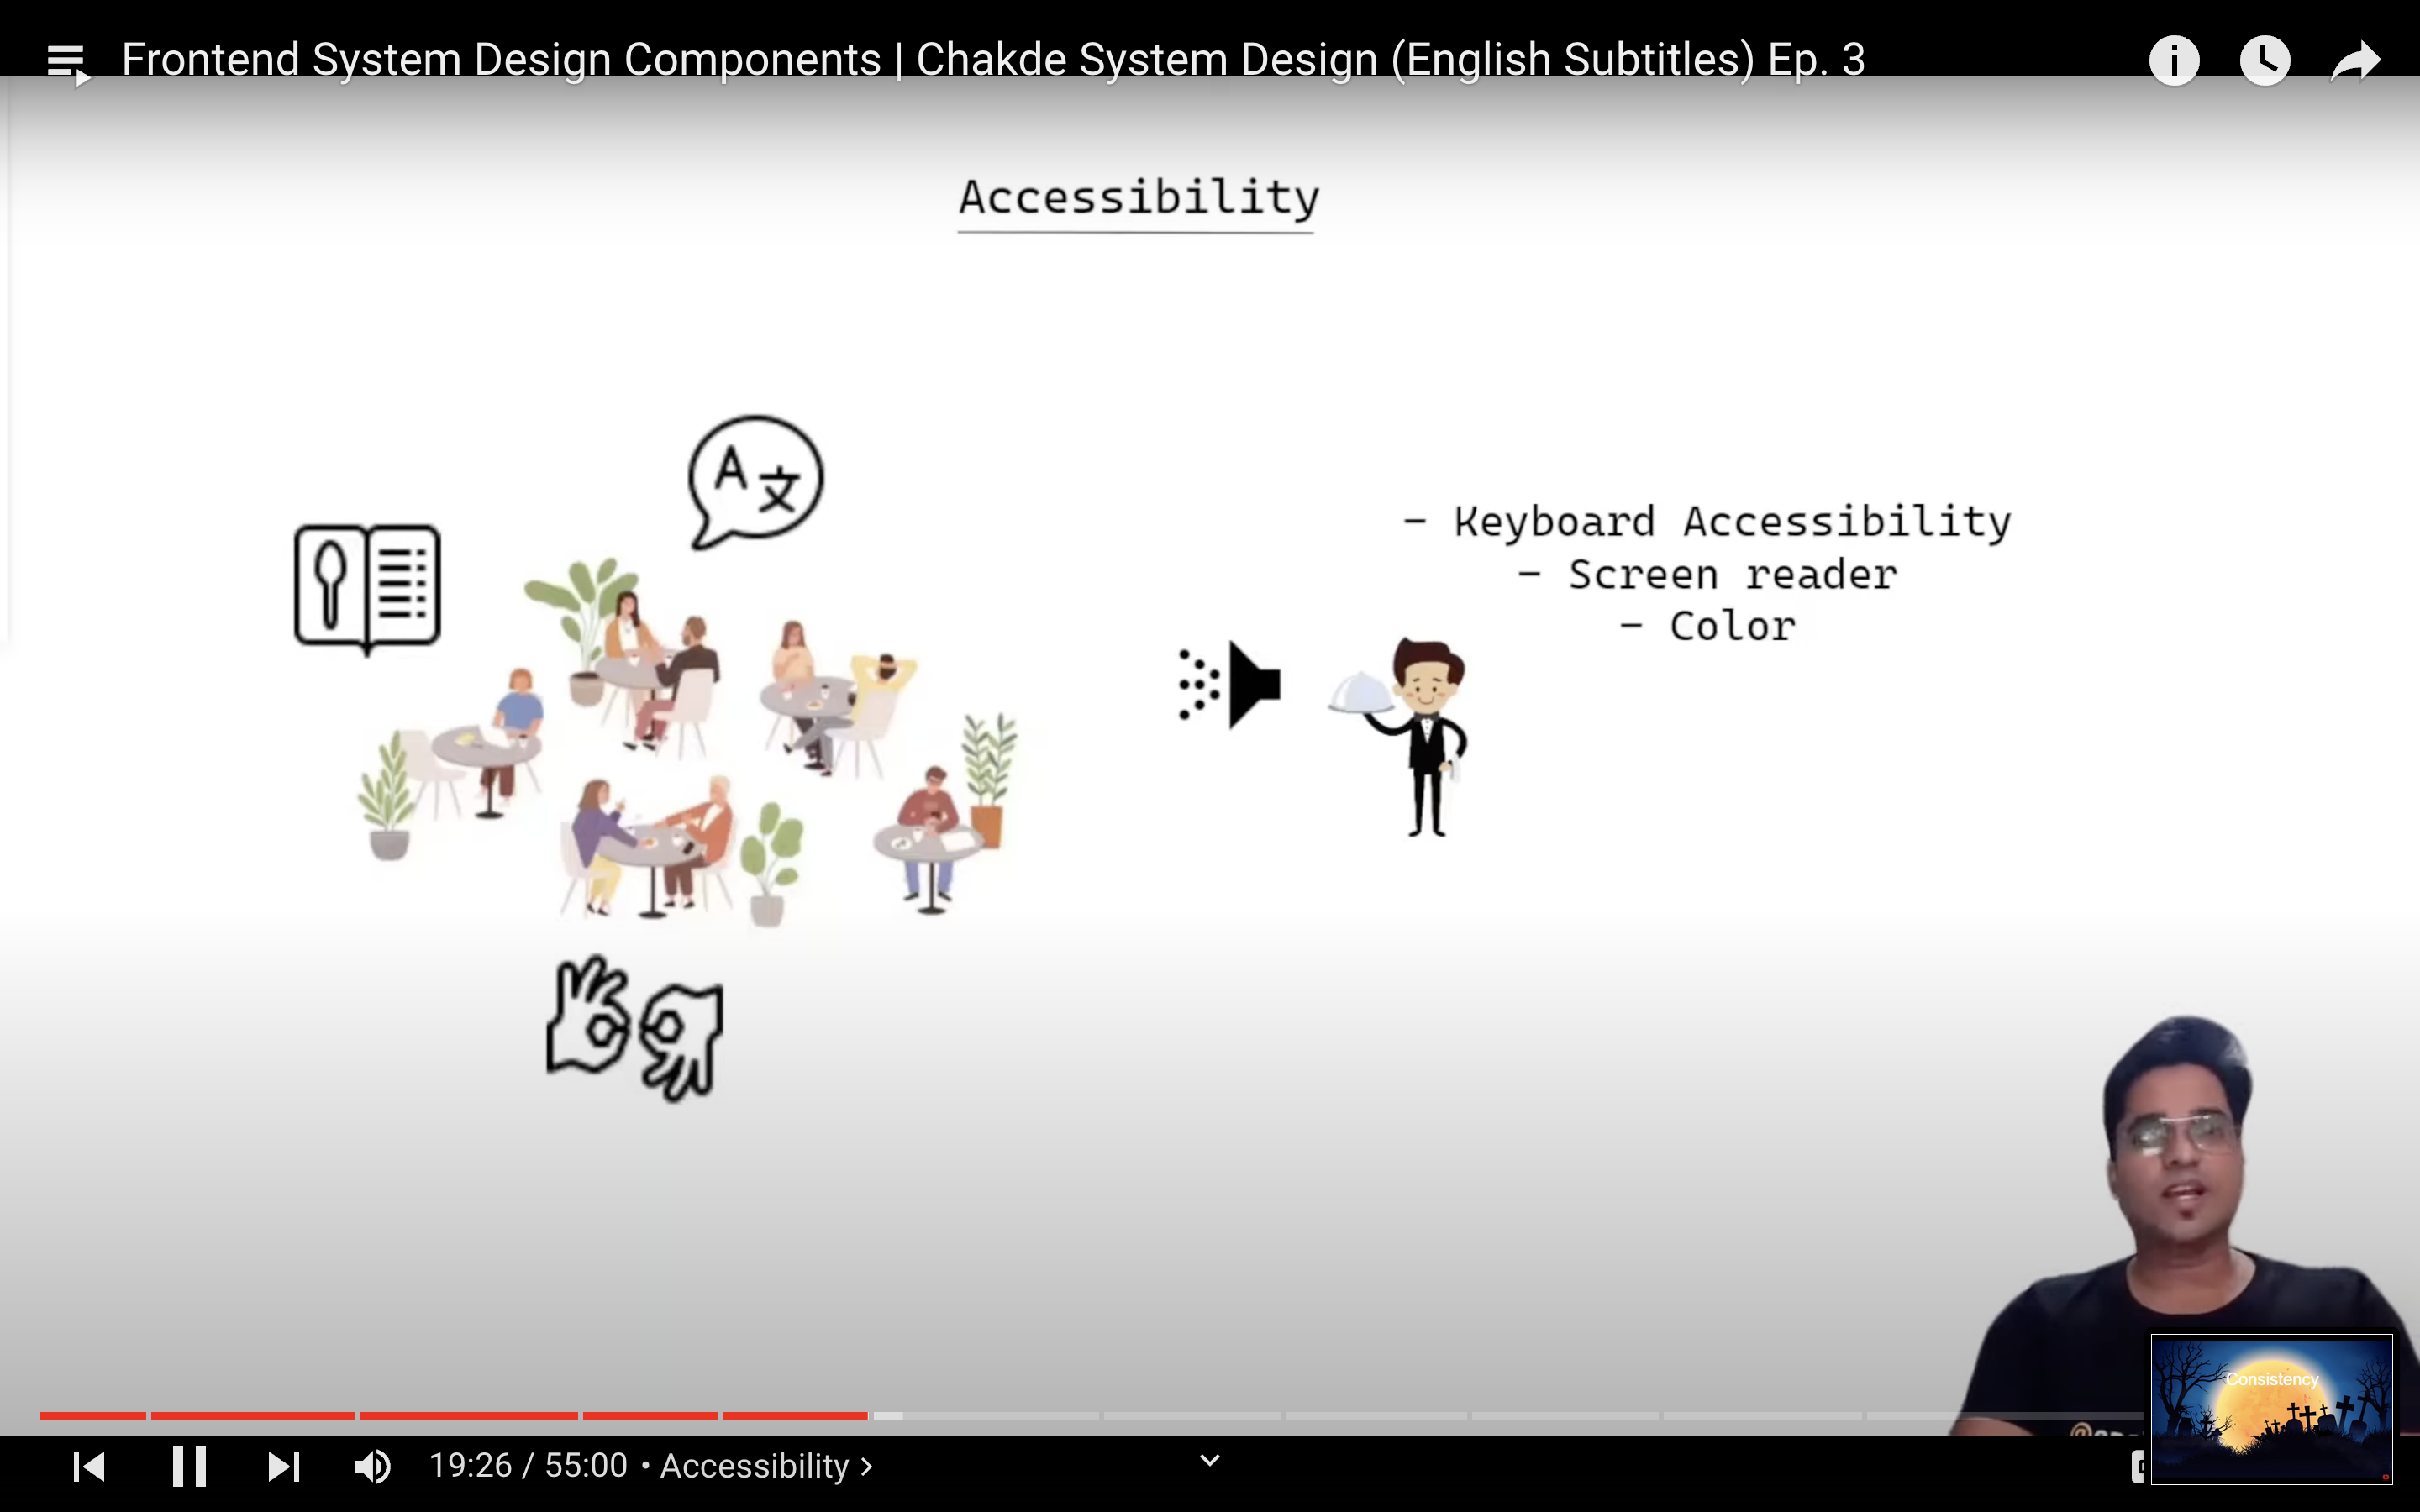 Frontend System Design Components | Chakde System Design (English Subtitles) Ep. 3
Accessibility
A文
- Keyboard Accessibility
- Screen reader
- Color
Consistency
19:26 / 55:00 • Accessibility >